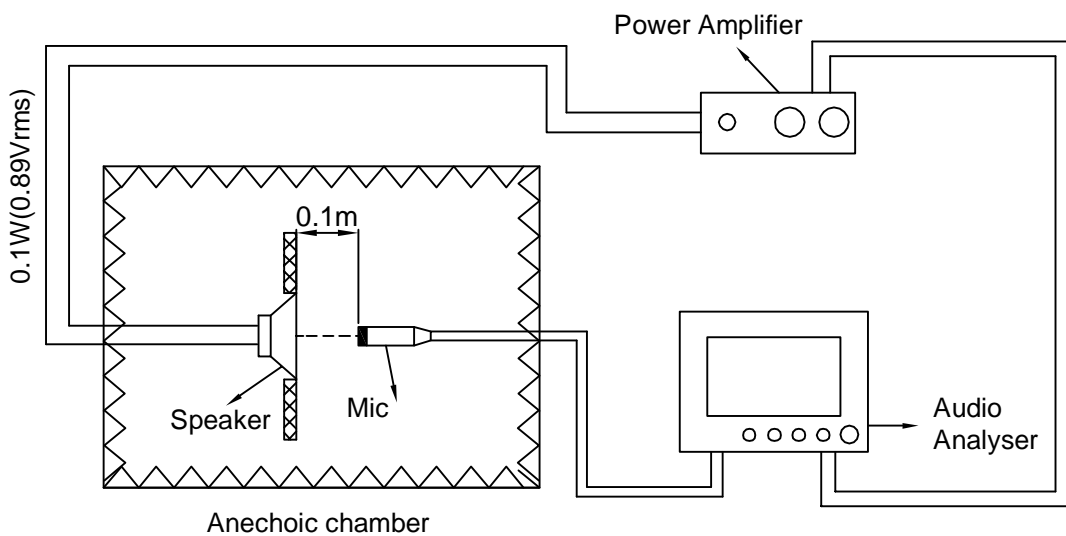 Power Amplifier
0.1W(0.89Vrms)
0.1m
Speaker
Mic
Audio
Analyser
Anechoic chamber